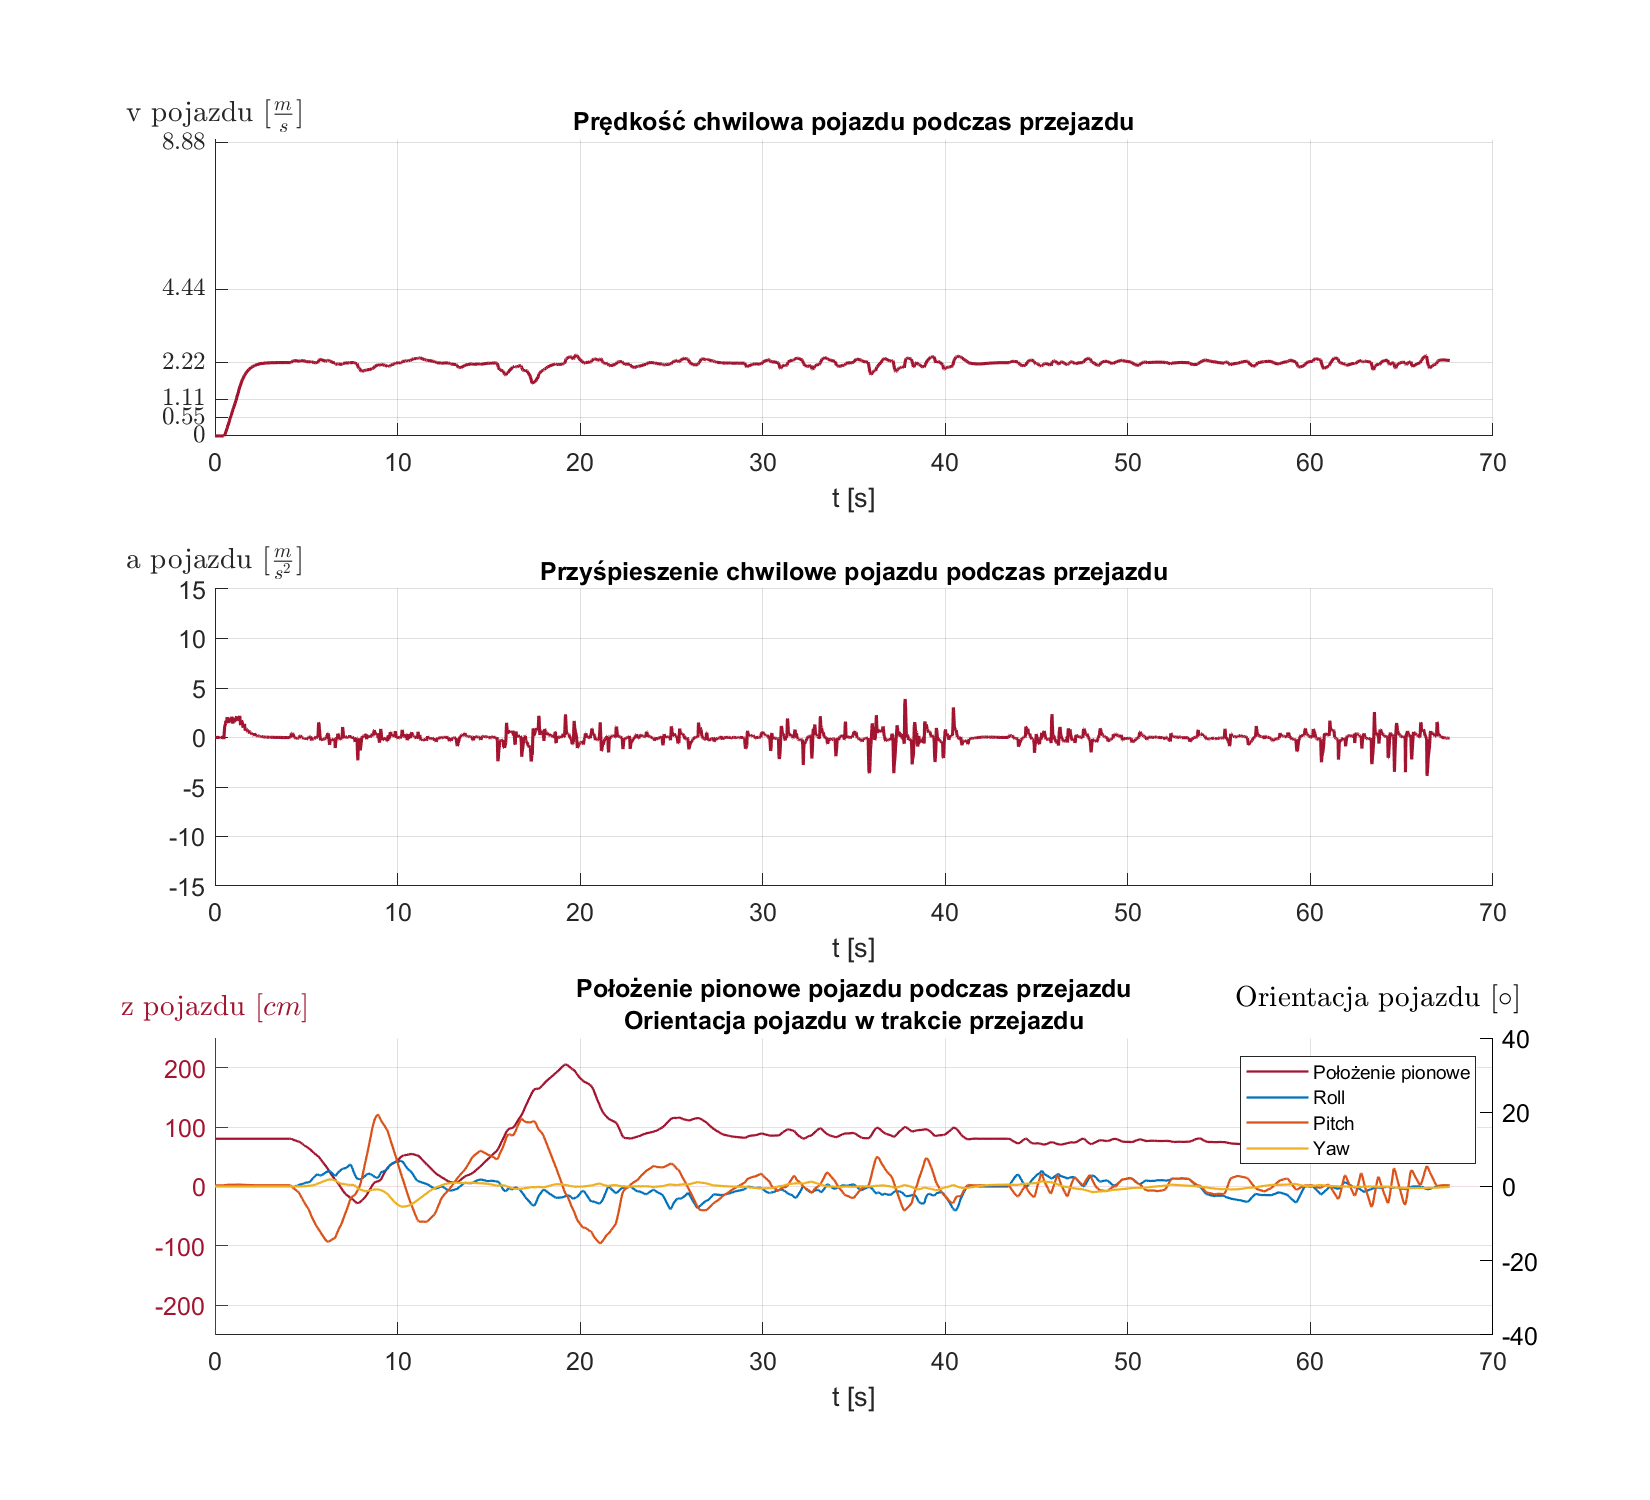 v pojazdu [m/s]
Prędkość chwilowa pojazdu podczas przejazdu
8.88
4.44
2.22
1.11
0.55
0
0 10 20 30 40 50 60 70
t [s]
a pojazdu [m/s²]
Przyśpieszenie chwilowe pojazdu podczas przejazdu
15
10
5
0
-5
-10
-15
0 10 20 30 40 50 60 70
t [s]
Położenie pionowe pojazdu podczas przejazdu
z pojazdu [cm]
Orientacja pojazdu [∘]
Orientacja pojazdu w trakcie przejazdu
200
100
0
-100
-200
40
20
0
-20
-40
Położenie pionowe
Roll
Pitch
Yaw
0 10 20 30 40 50 60 70
t [s]